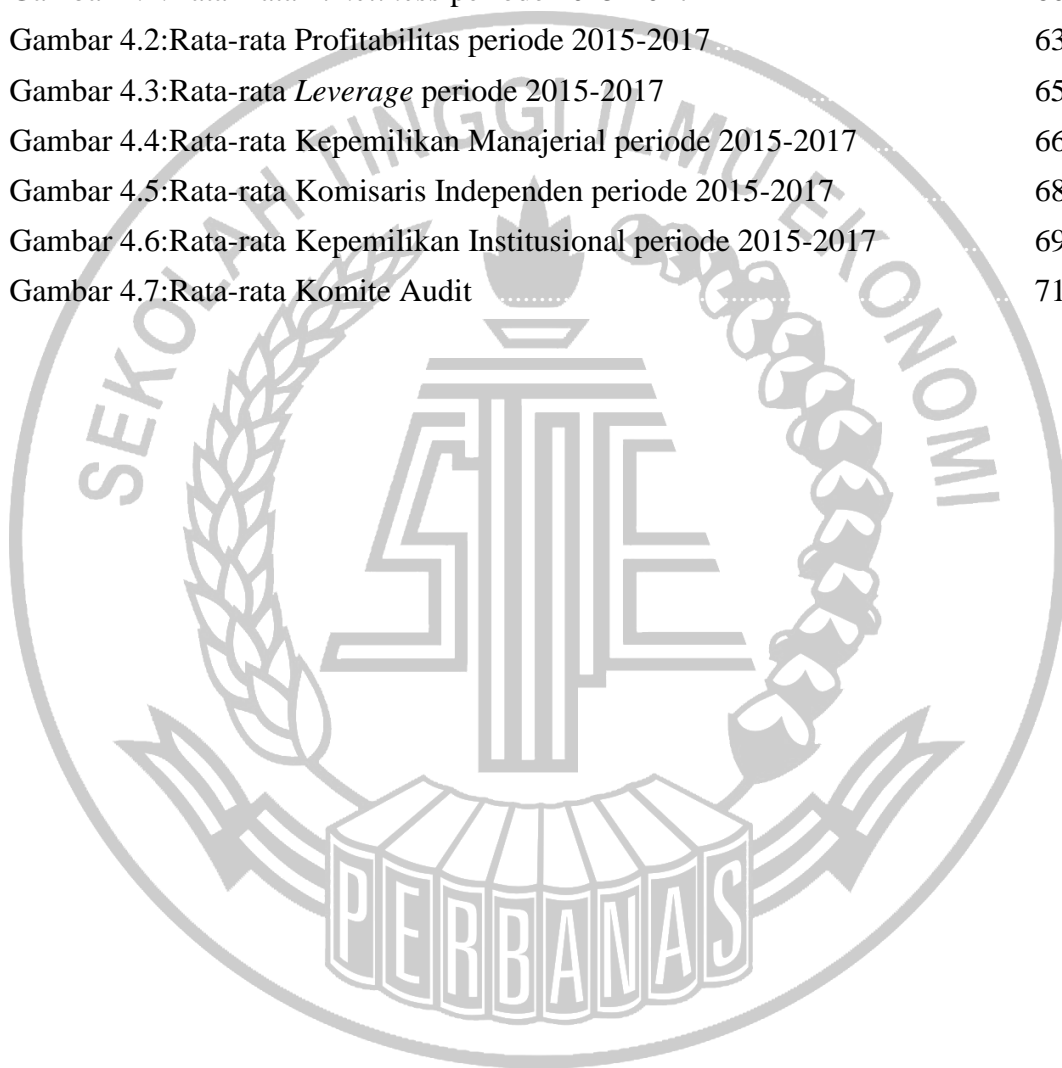 Gambar 4.2:Rata-rata Profitabilitas periode 2015-2017 63
Gambar 4.3:Rata-rata Leverage periode 2015-2017 65
Gambar 4.4:Rata-rata Kepemilikan Manajerial periode 2015-2017 66
Gambar 4.5:Rata-rata Komisaris Independen periode 2015-2017 68
Gambar 4.6:Rata-rata Kepemilikan Institusional periode 2015-2017 69
Gambar 4.7:Rata-rata Komite Audit 71
SEKOLAH TINGGI ILMU EKONOMI
STIE
PERBANAS